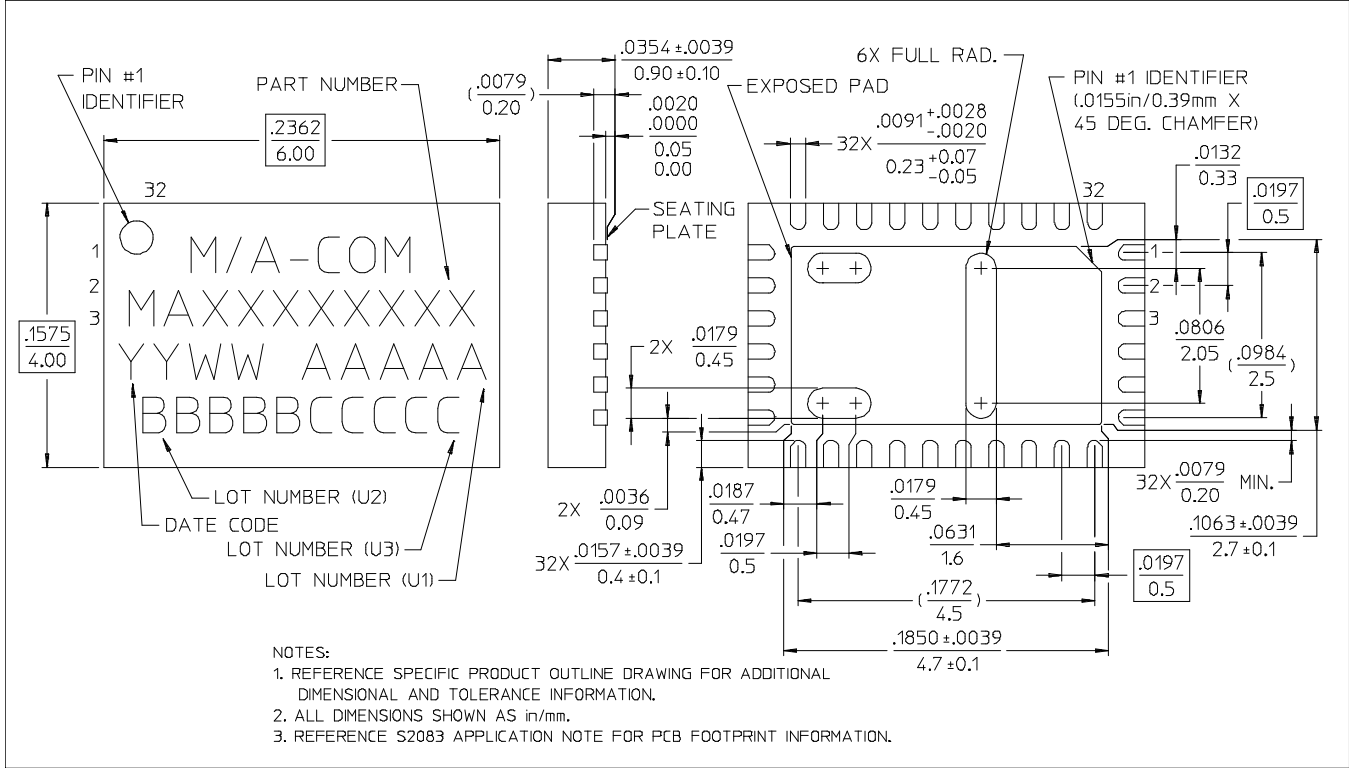 PIN #1
IDENTIFIER
PART NUMBER
.2362
6.00
32
1
2
3
.1575
4.00
M/A-COM
MAXXXXXXXXX
YYWW AAAAA
BBBBBCCCCC
LOT NUMBER (U2)
DATE CODE
LOT NUMBER (U3)
LOT NUMBER (U1)
.0354 ±.0039
0.90 ±0.10
(.0079)
0.20
.0020
.0000
0.05
0.00
SEATING
PLATE
EXPOSED PAD
6X FULL RAD.
PIN #1 IDENTIFIER
(.0155in/0.39mm X
45 DEG. CHAMFER)
32X .0091 +.0028
-.0020
0.23 +0.07
-0.05
32
.0132
0.33
.0197
0.5
1
2
3
2X .0179
0.45
.0806
2.05
(.0984)
2.5
2X .0036
0.09
.0187
0.47
.0197
0.5
32X .0157 ±.0039
0.4 ±0.1
.0179
0.45
.0631
1.6
32X .0079 MIN.
0.20
.1063 ±.0039
2.7 ±0.1
.0197
0.5
(.1772)
4.5
.1850 ±.0039
4.7 ±0.1
NOTES:
1. REFERENCE SPECIFIC PRODUCT OUTLINE DRAWING FOR ADDITIONAL
DIMENSIONAL AND TOLERANCE INFORMATION.
2. ALL DIMENSIONS SHOWN AS in/mm.
3. REFERENCE S2083 APPLICATION NOTE FOR PCB FOOTPRINT INFORMATION.